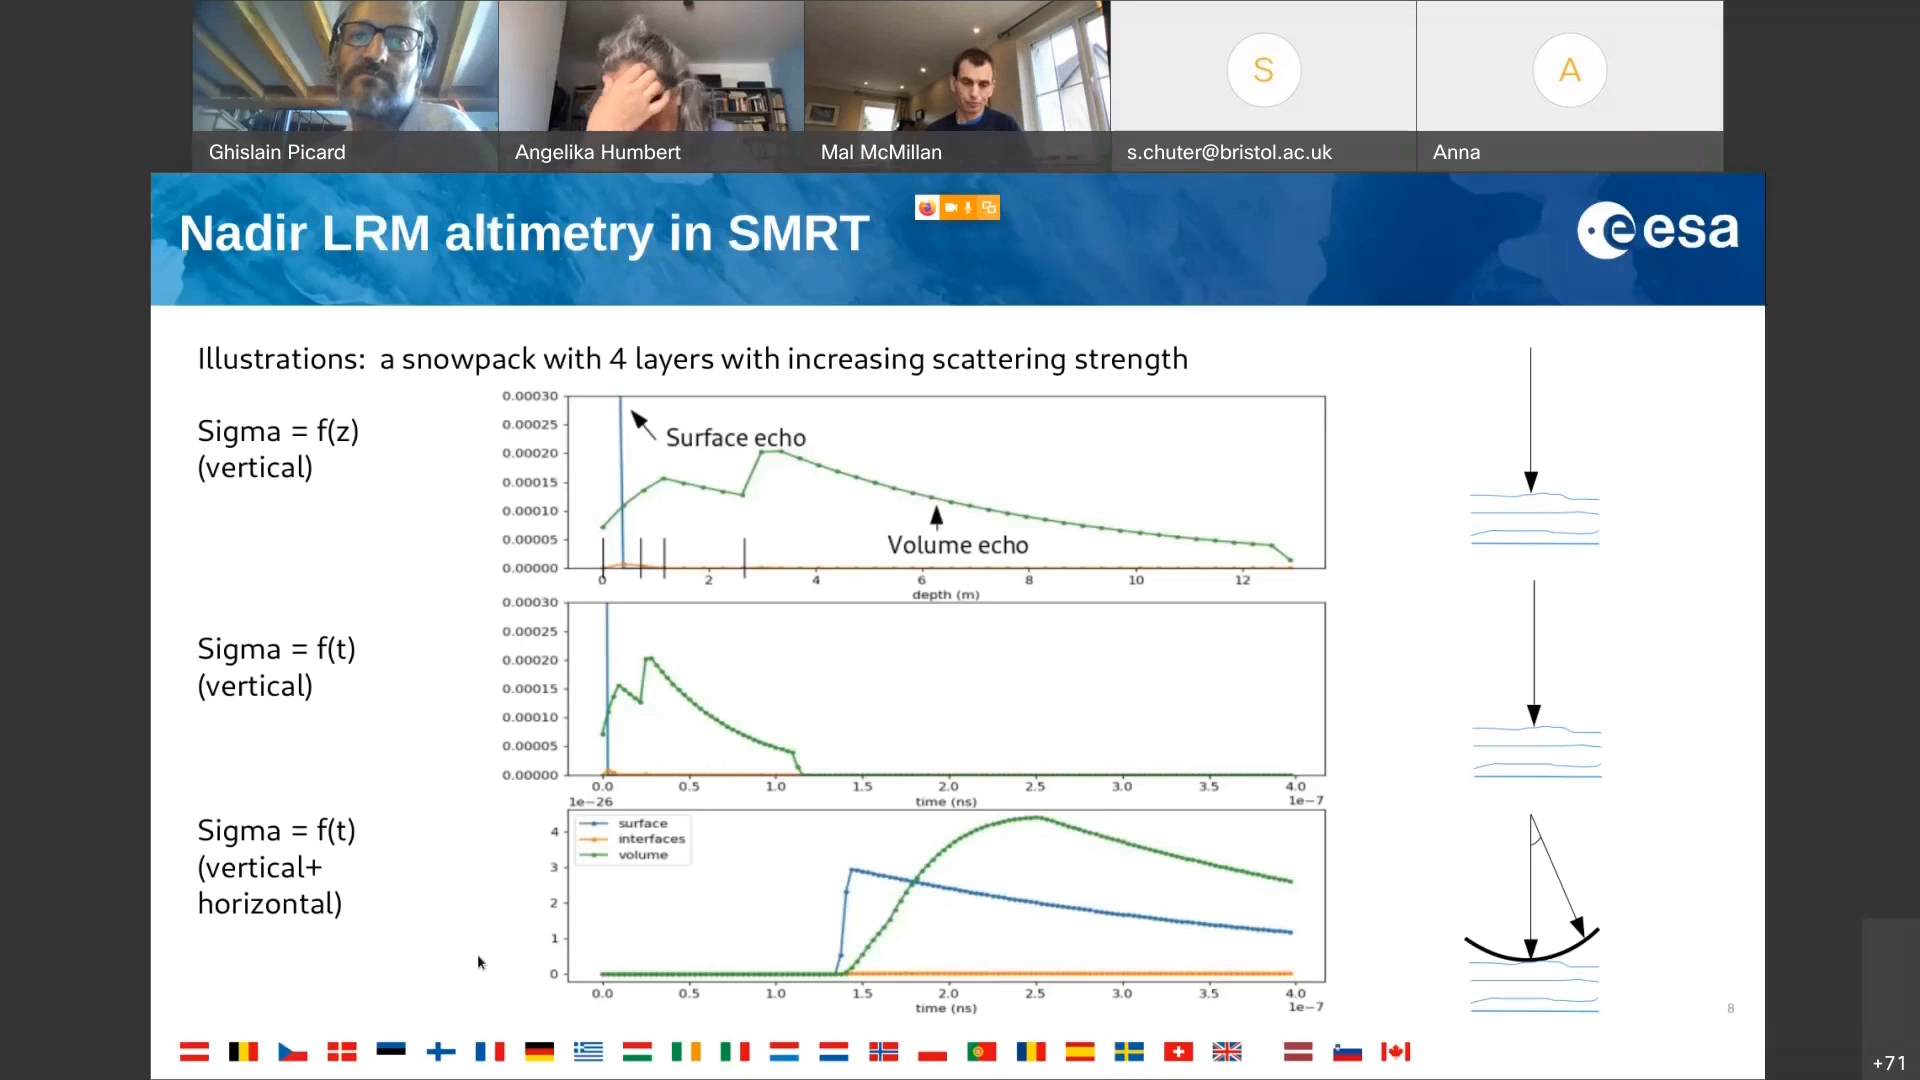 S
A
Ghislain Picard
Angelika Humbert
Mal McMillan
s.chuter@bristol.ac.uk
Anna
Nadir LRM altimetry in SMRT
esa
Illustrations: a snowpack with 4 layers with increasing scattering strength
Sigma = f(z)
(vertical)
0.00030
0.00025
0.00020
0.00015
0.00010
0.00005
0.00000
Surface echo
Volume echo
0 2 4 6 8 10 12
depth (m)
Sigma = f(t)
(vertical)
0.00030
0.00025
0.00020
0.00015
0.00010
0.00005
0.00000
0.0 0.5 1.0 1.5 2.0 2.5 3.0 3.5 4.0
time (ns)
1e−7
Sigma = f(t)
(vertical+
horizontal)
1e−26
4
3
2
1
0
surface
interfaces
volume
0.0 0.5 1.0 1.5 2.0 2.5 3.0 3.5 4.0
time (ns)
1e−7
8
+71